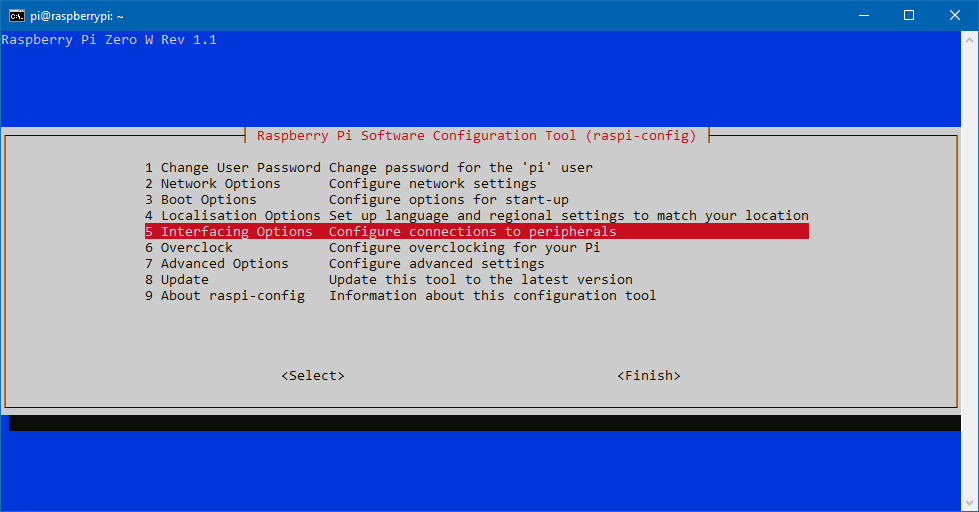 pi@raspberrypi: ~
Raspberry Pi Zero W Rev 1.1
Raspberry Pi Software Configuration Tool (raspi-config)
1 Change User Password Change password for the 'pi' user
2 Network Options Configure network settings
3 Boot Options Configure options for start-up
4 Localisation Options Set up language and regional settings to match your location
5 Interfacing Options Configure connections to peripherals
6 Overclock Configure overclocking for your Pi
7 Advanced Options Configure advanced settings
8 Update Update this tool to the latest version
9 About raspi-config Information about this configuration tool
<Select> <Finish>